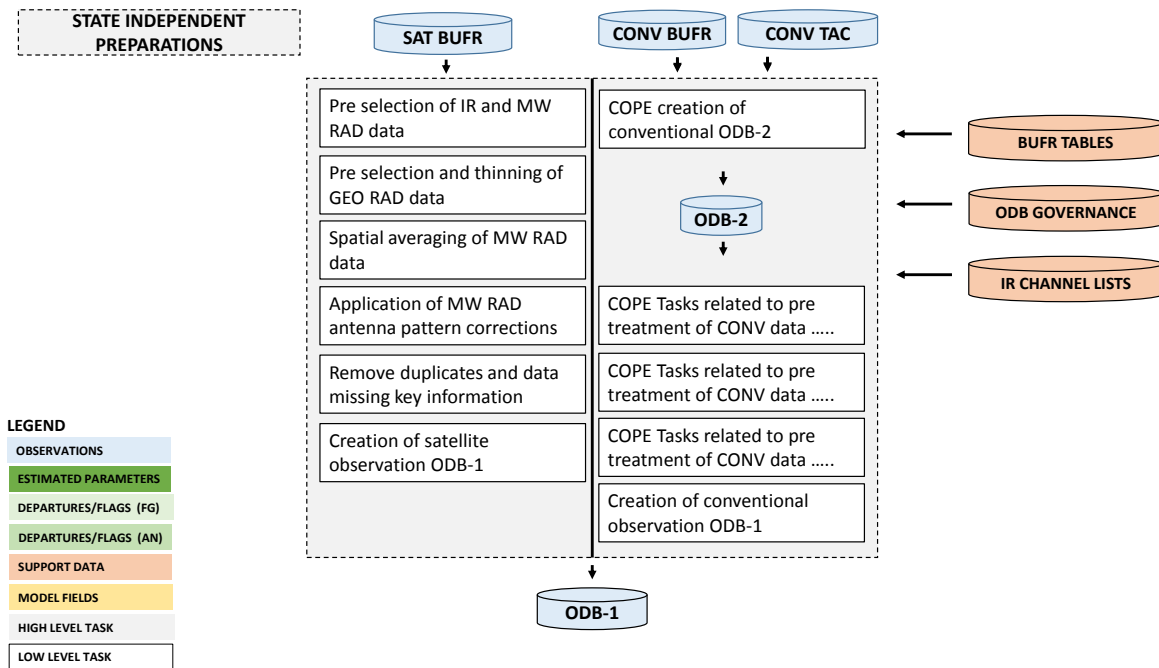 STATE INDEPENDENT
PREPARATIONS
SAT BUFR
CONV BUFR
CONV TAC
Pre selection of IR and MW
RAD data
Pre selection and thinning of
GEO RAD data
Spatial averaging of MW RAD
data
Application of MW RAD
antenna pattern corrections
Remove duplicates and data
missing key information
Creation of satellite
observation ODB-1
COPE creation of
conventional ODB-2
ODB-2
COPE Tasks related to pre
treatment of CONV data …..
COPE Tasks related to pre
treatment of CONV data …..
COPE Tasks related to pre
treatment of CONV data …..
Creation of conventional
observation ODB-1
BUFR TABLES
ODB GOVERNANCE
IR CHANNEL LISTS
ODB-1
LEGEND
OBSERVATIONS
ESTIMATED PARAMETERS
DEPARTURES/FLAGS (FG)
DEPARTURES/FLAGS (AN)
SUPPORT DATA
MODEL FIELDS
HIGH LEVEL TASK
LOW LEVEL TASK